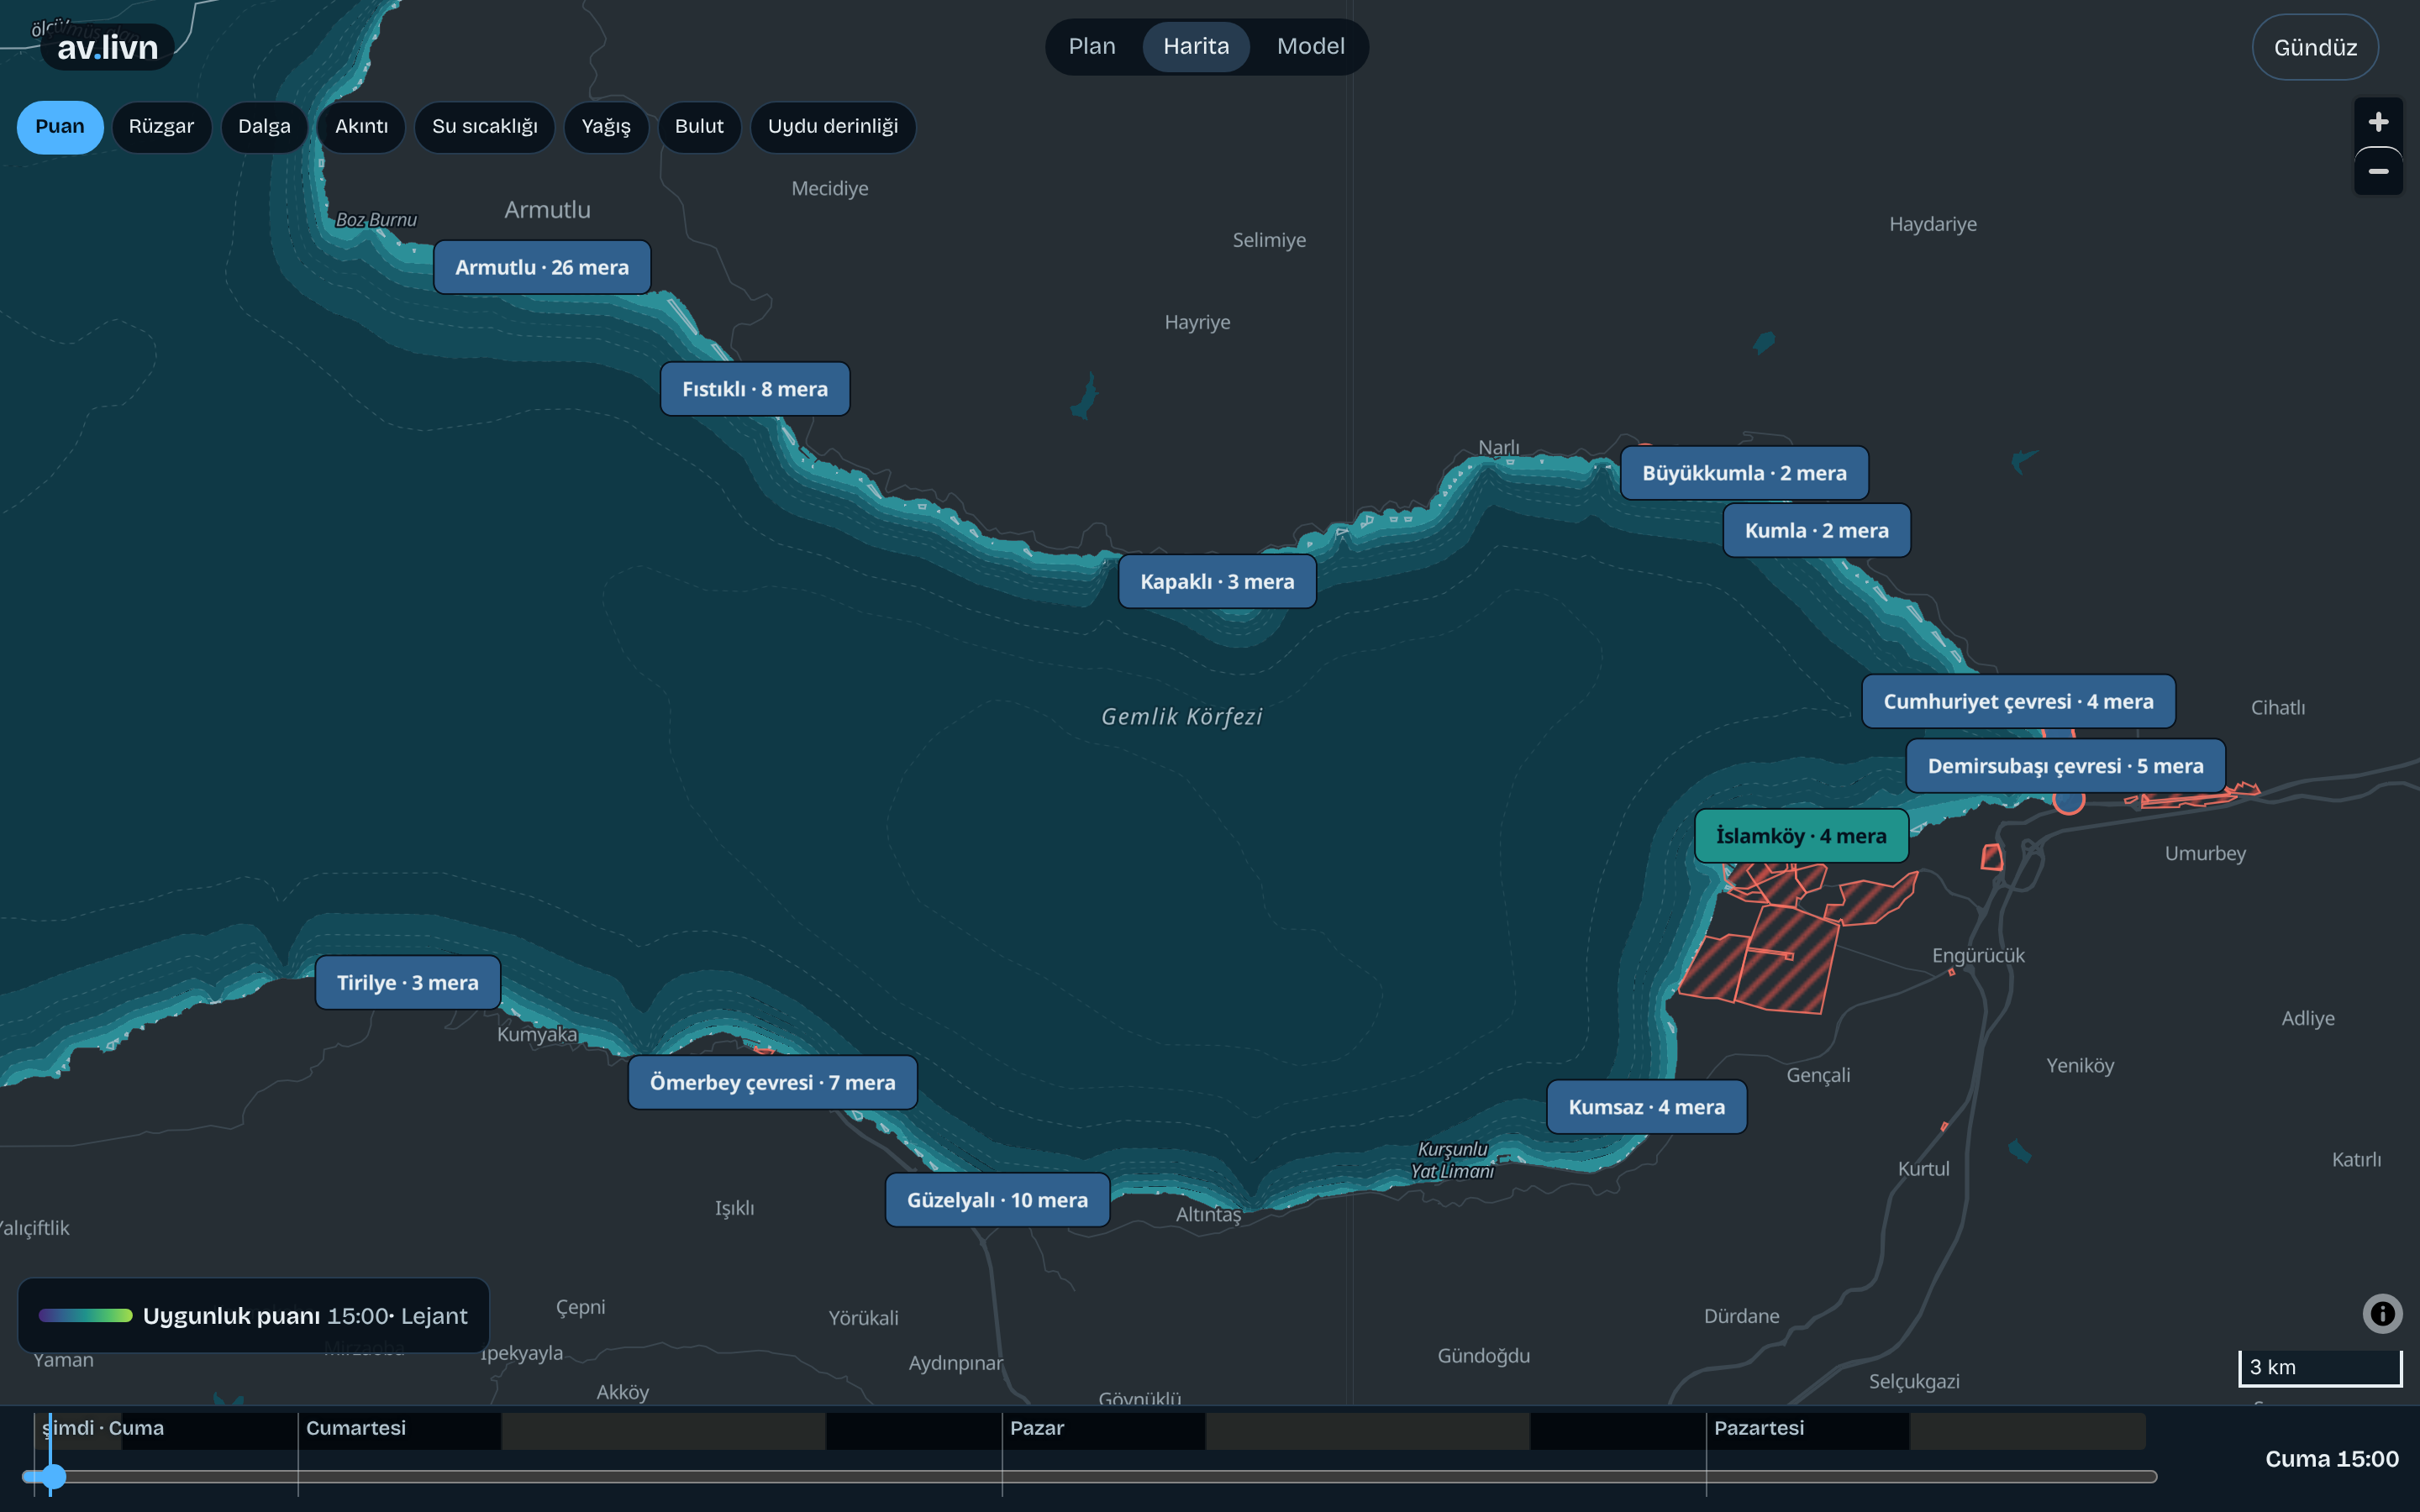 av.livn
Plan
Harita
Model
Gündüz
Puan
Rüzgar
Dalga
Akıntı
Su sıcaklığı
Yağış
Bulut
Uydu derinliği
+
−
Mecidiye
Armutlu
Boz Burnu
Haydariye
Selimiye
Armutlu · 26 mera
Hayriye
Fıstıklı · 8 mera
Narlı
Büyükkumla · 2 mera
Kumla · 2 mera
Kapaklı · 3 mera
Cumhuriyet çevresi · 4 mera
Cihatlı
Gemlik Körfezi
Demirsubaşı çevresi · 5 mera
İslamköy · 4 mera
Umurbey
Engürücük
Tirilye · 3 mera
Adliye
Kumyaka
Yeniköy
Gençali
Ömerbey çevresi · 7 mera
Kumsaz · 4 mera
Kurşunlu
Yat Limanı
Katırlı
Kurtul
Güzelyalı · 10 mera
Işıklı
Altıntaş
Yalıçiftlik
Çepni
Uygunluk puanı 15:00• Lejant
Yörükali
Dürdane
Mirzaoba
Yaman
İpekyayla
Aydınpınar
Gündoğdu
3 km
Selçukgazi
Akköy
Göynüklü
şimdi · Cuma
Cumartesi
Pazar
Pazartesi
Cuma 15:00